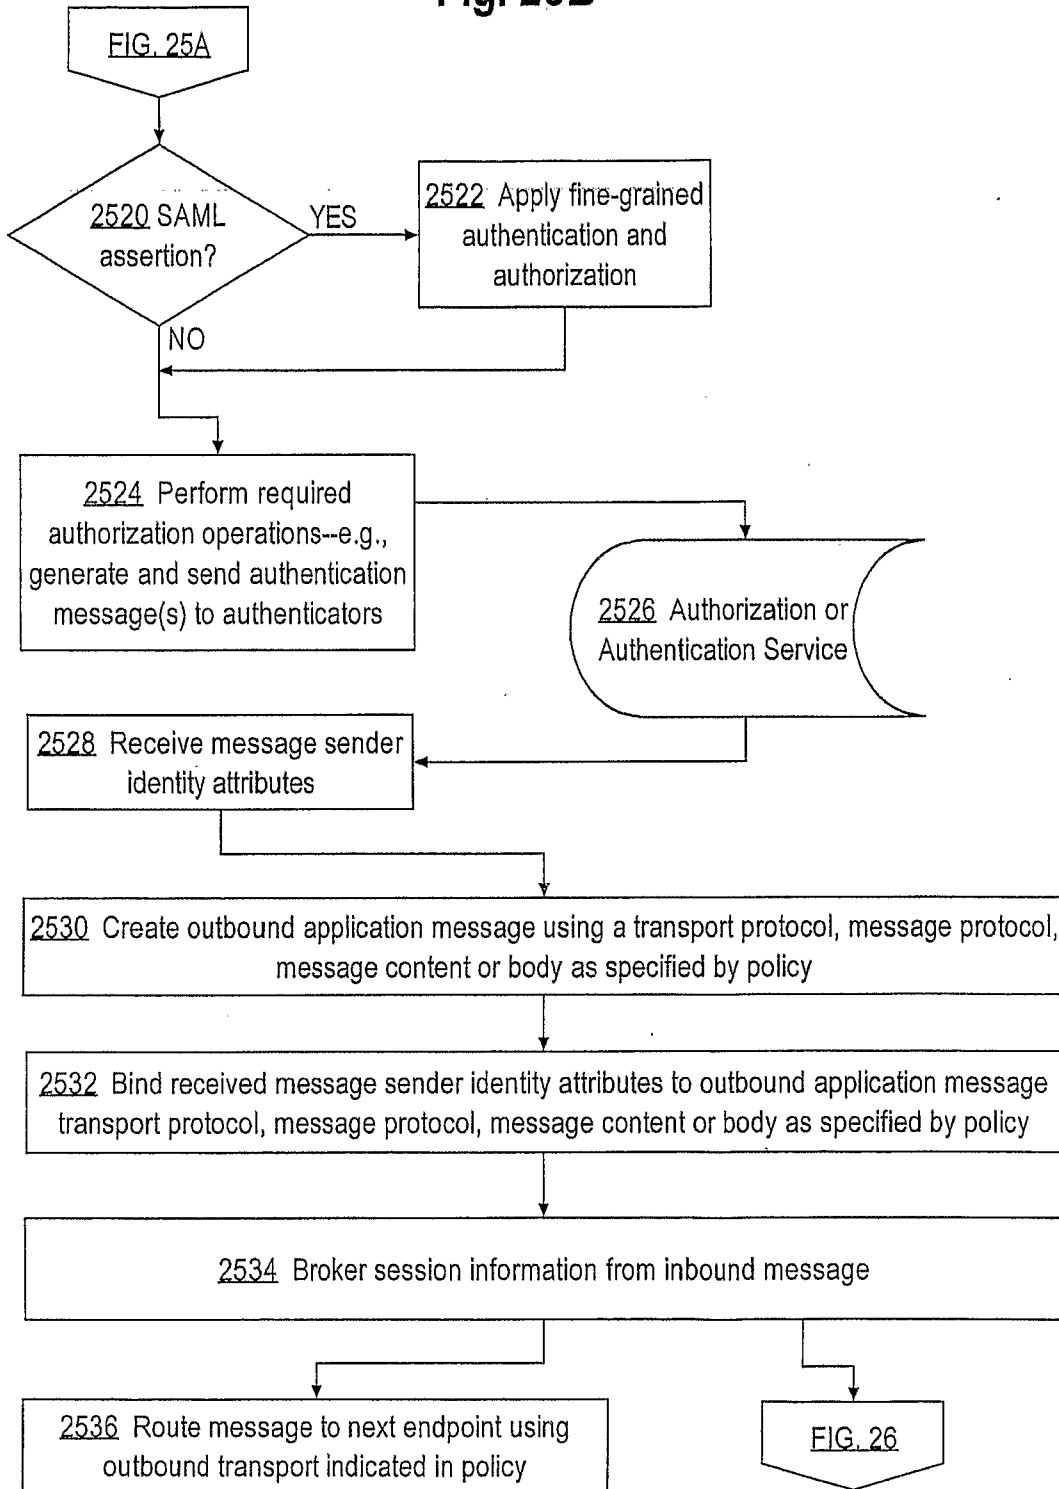 FIG. 25A
2520 SAML
assertion?
YES
2522 Apply fine-grained
authentication and
authorization
NO
2524 Perform required
authorization operations--e.g.,
generate and send authentication
message(s) to authenticators
2526 Authorization or
Authentication Service
2528 Receive message sender
identity attributes
2530 Create outbound application message using a transport protocol, message protocol,
message content or body as specified by policy
2532 Bind received message sender identity attributes to outbound application message
transport protocol, message protocol, message content or body as specified by policy
2534 Broker session information from inbound message
2536 Route message to next endpoint using
outbound transport indicated in policy
FIG. 26